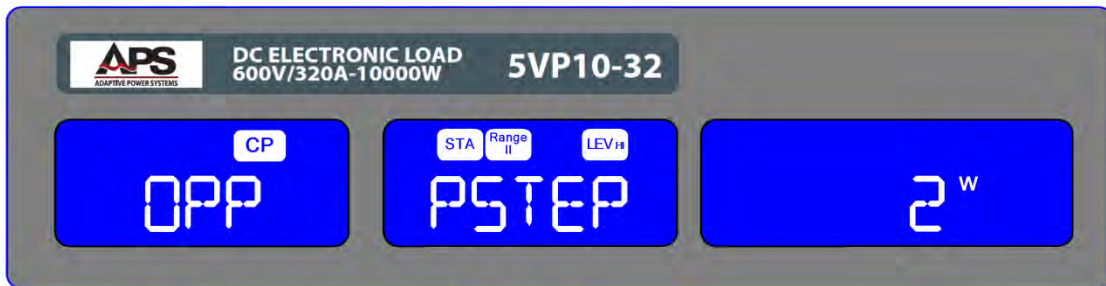 APS
ADAPTIVE POWER SYSTEMS
DC ELECTRONIC LOAD
600V/320A-10000W
5VP10-32
CP
OPP
STA
Range
II
LEV HI
PSTEP
2 W